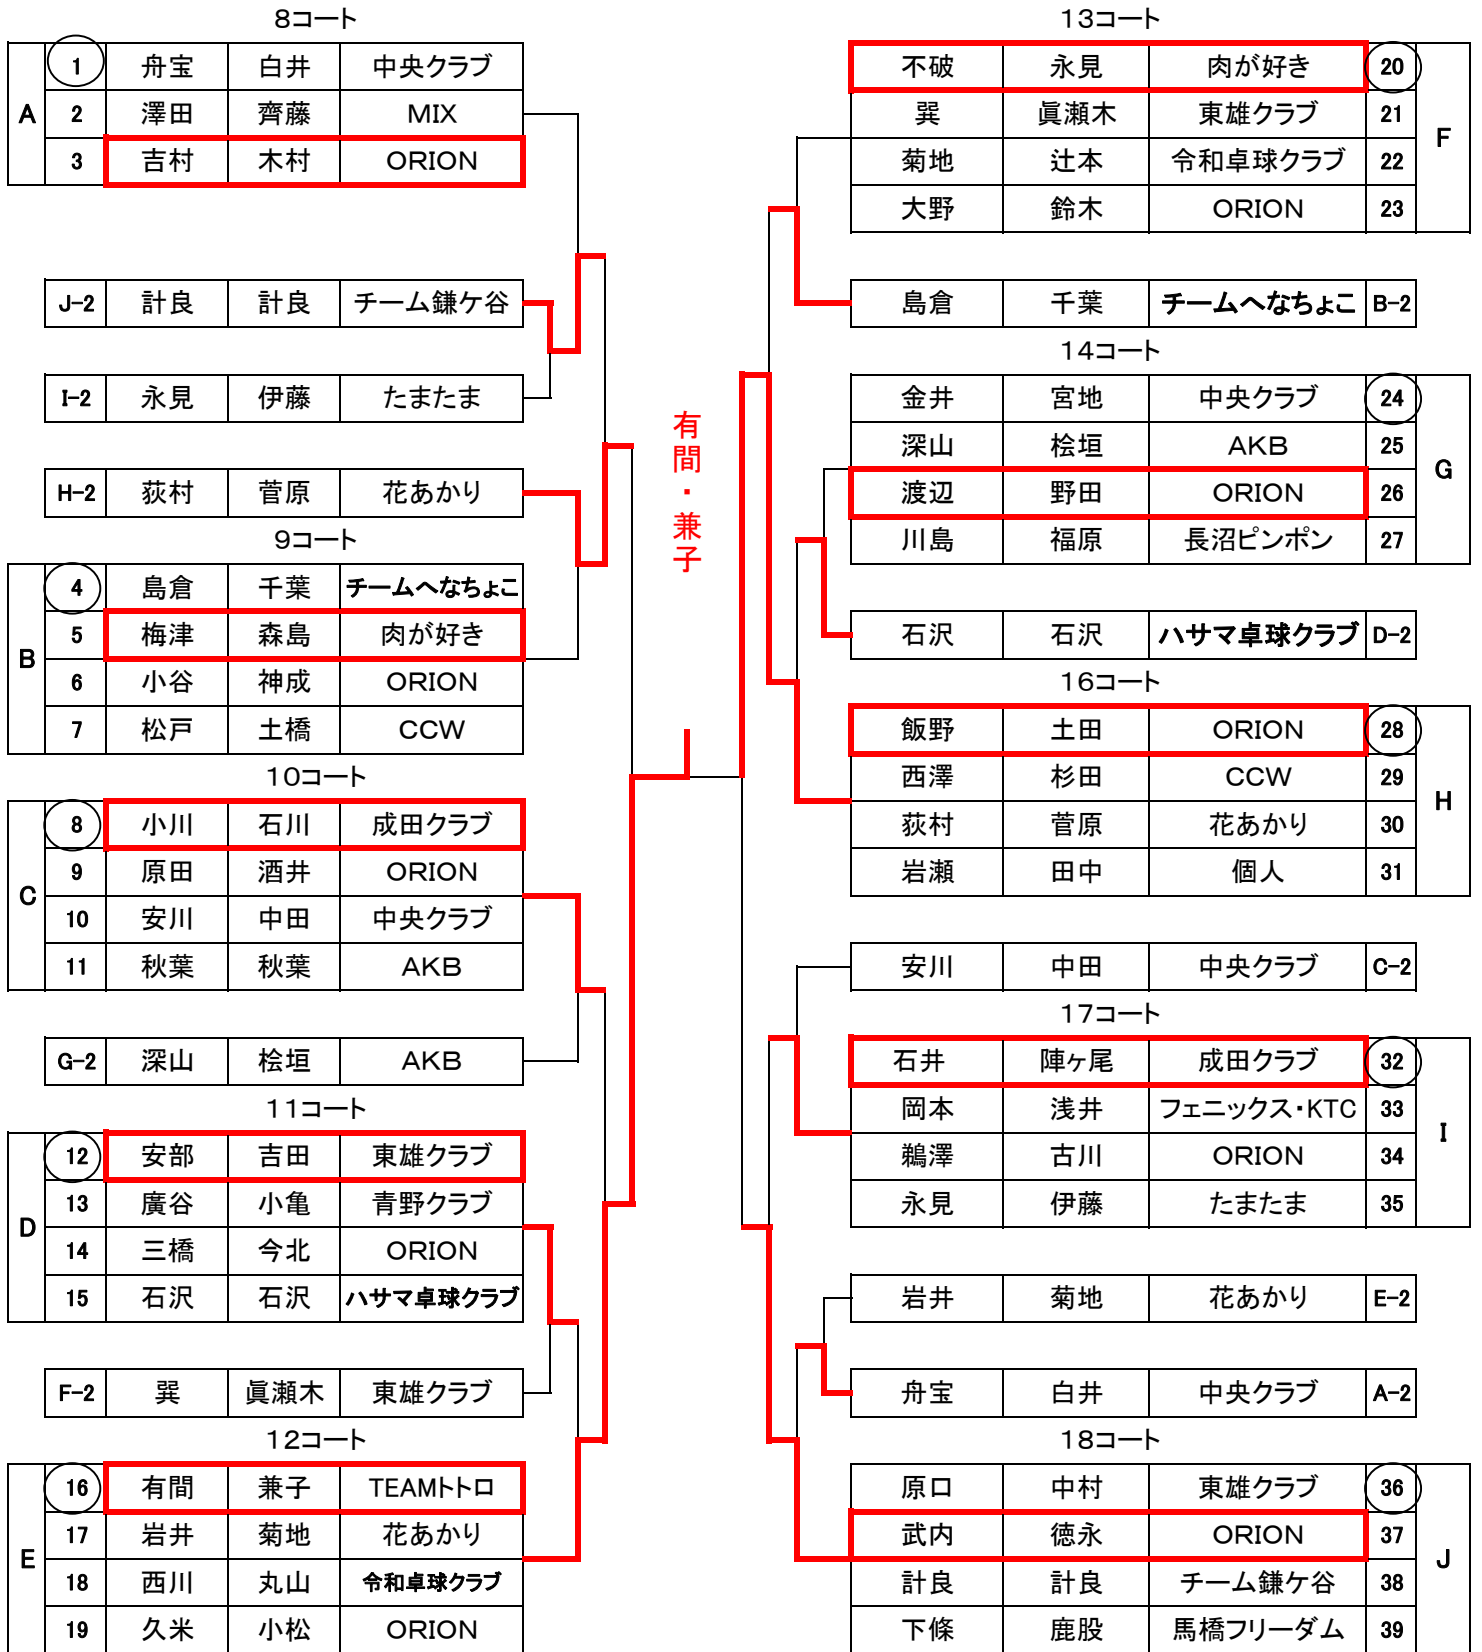 8コート
A
1 舟宝 白井 中央クラブ
2 澤田 齊藤 MIX
3 吉村 木村 ORION
J-2 計良 計良 チーム鎌ケ谷
I-2 永見 伊藤 たまたま
H-2 荻村 菅原 花あかり
9コート
B
4 島倉 千葉 チームへなちょこ
5 梅津 森島 肉が好き
6 小谷 神成 ORION
7 松戸 土橋 CCW
10コート
C
8 小川 石川 成田クラブ
9 原田 酒井 ORION
10 安川 中田 中央クラブ
11 秋葉 秋葉 AKB
G-2 深山 桧垣 AKB
11コート
D
12 安部 吉田 東雄クラブ
13 廣谷 小亀 青野クラブ
14 三橋 今北 ORION
15 石沢 石沢 ハサマ卓球クラブ
F-2 巽 眞瀬木 東雄クラブ
12コート
E
16 有間 兼子 TEAMトトロ
17 岩井 菊地 花あかり
18 西川 丸山 令和卓球クラブ
19 久米 小松 ORION
有間・兼子
13コート
不破 永見 肉が好き 20
巽 眞瀬木 東雄クラブ 21
菊地 辻本 令和卓球クラブ 22
大野 鈴木 ORION 23
F
島倉 千葉 チームへなちょこ B-2
14コート
金井 宮地 中央クラブ 24
深山 桧垣 AKB 25
渡辺 野田 ORION 26
川島 福原 長沼ピンポン 27
G
石沢 石沢 ハサマ卓球クラブ D-2
16コート
飯野 土田 ORION 28
西澤 杉田 CCW 29
荻村 菅原 花あかり 30
岩瀬 田中 個人 31
H
安川 中田 中央クラブ C-2
17コート
石井 陣ヶ尾 成田クラブ 32
岡本 浅井 フェニックス・KTC 33
鵜澤 古川 ORION 34
永見 伊藤 たまたま 35
I
岩井 菊地 花あかり E-2
舟宝 白井 中央クラブ A-2
18コート
原口 中村 東雄クラブ 36
武内 徳永 ORION 37
計良 計良 チーム鎌ケ谷 38
下條 鹿股 馬橋フリーダム 39
J